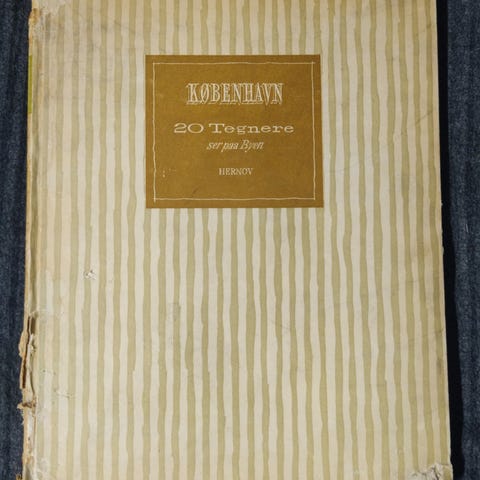 KØBENHAVN
20 Tegnere
ser paa Byen
HERNOV